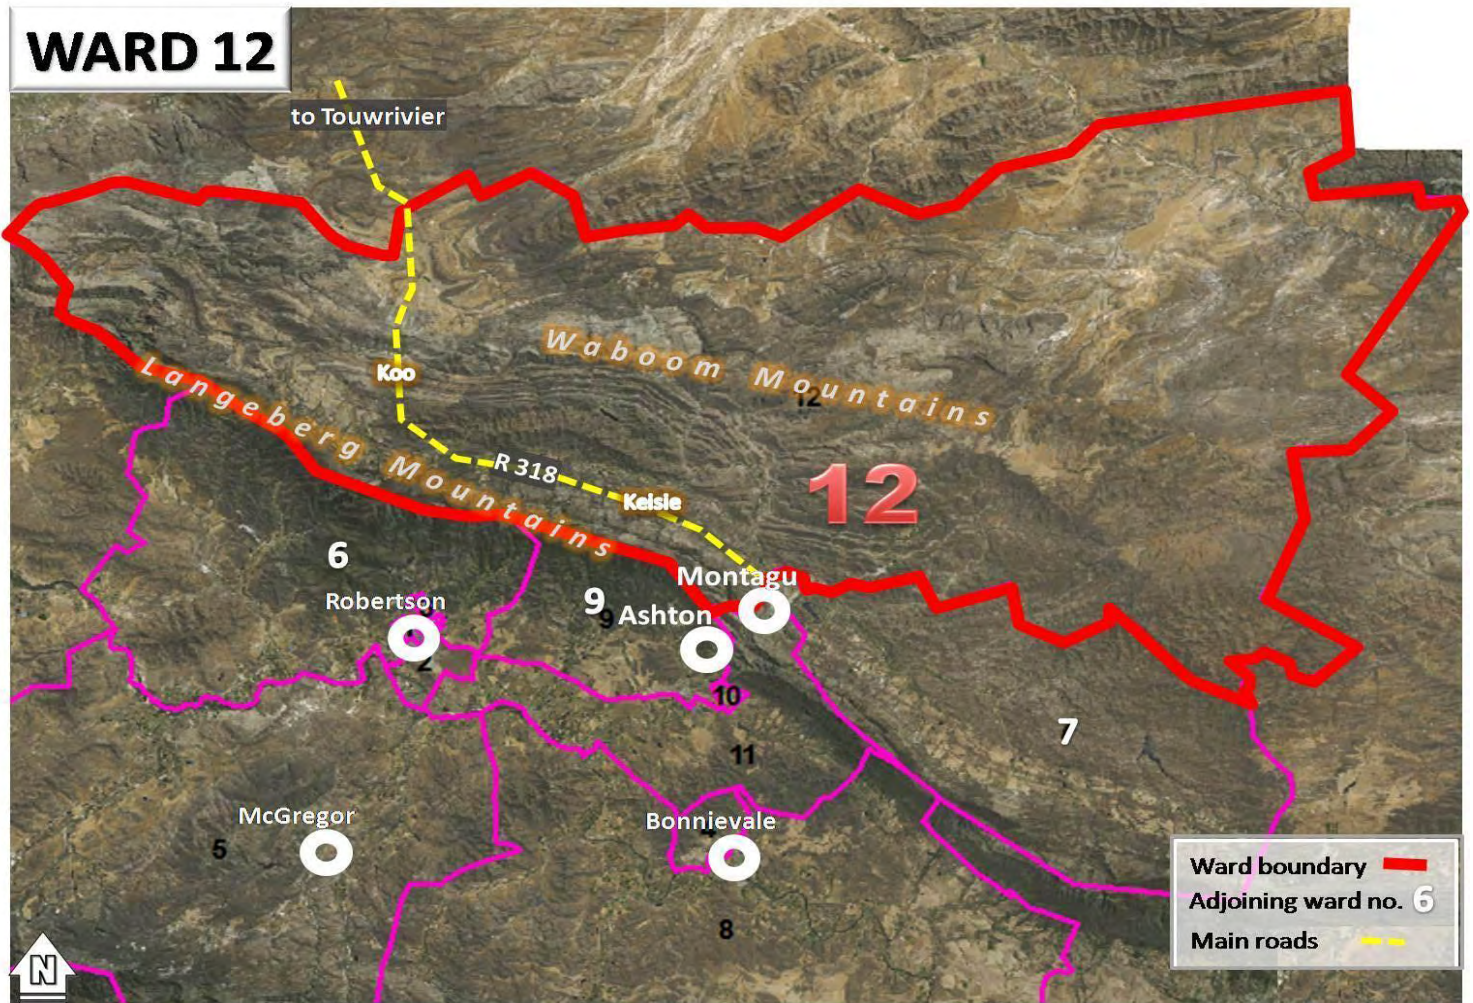 WARD 12
to Touwrivier
Waboom Mountains
Koo
Langeberg Mountains
12
R 318
Keisie
12
6
Montagu
9
Ashton
9
Robertson
2
10
7
11
McGregor
Bonnievale
5
8
Ward boundary
Adjoining ward no. 6
Main roads
N